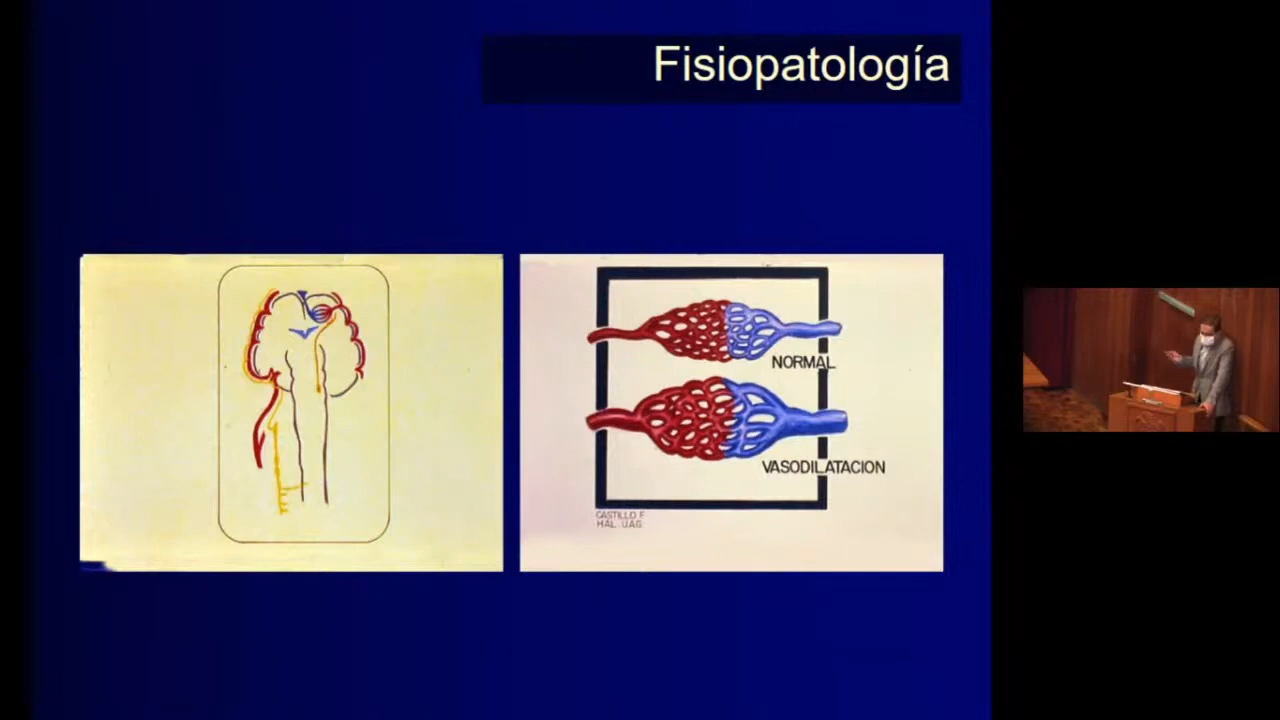 Fisiopatología
NORMAL
VASODILATACION
CASTILLO F
HAL. UAG